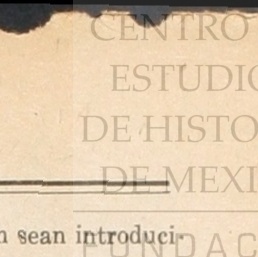 CENTRO
ESTUDIO
DE HISTO
DE MEXI
n sean introduci-
FUNDAC